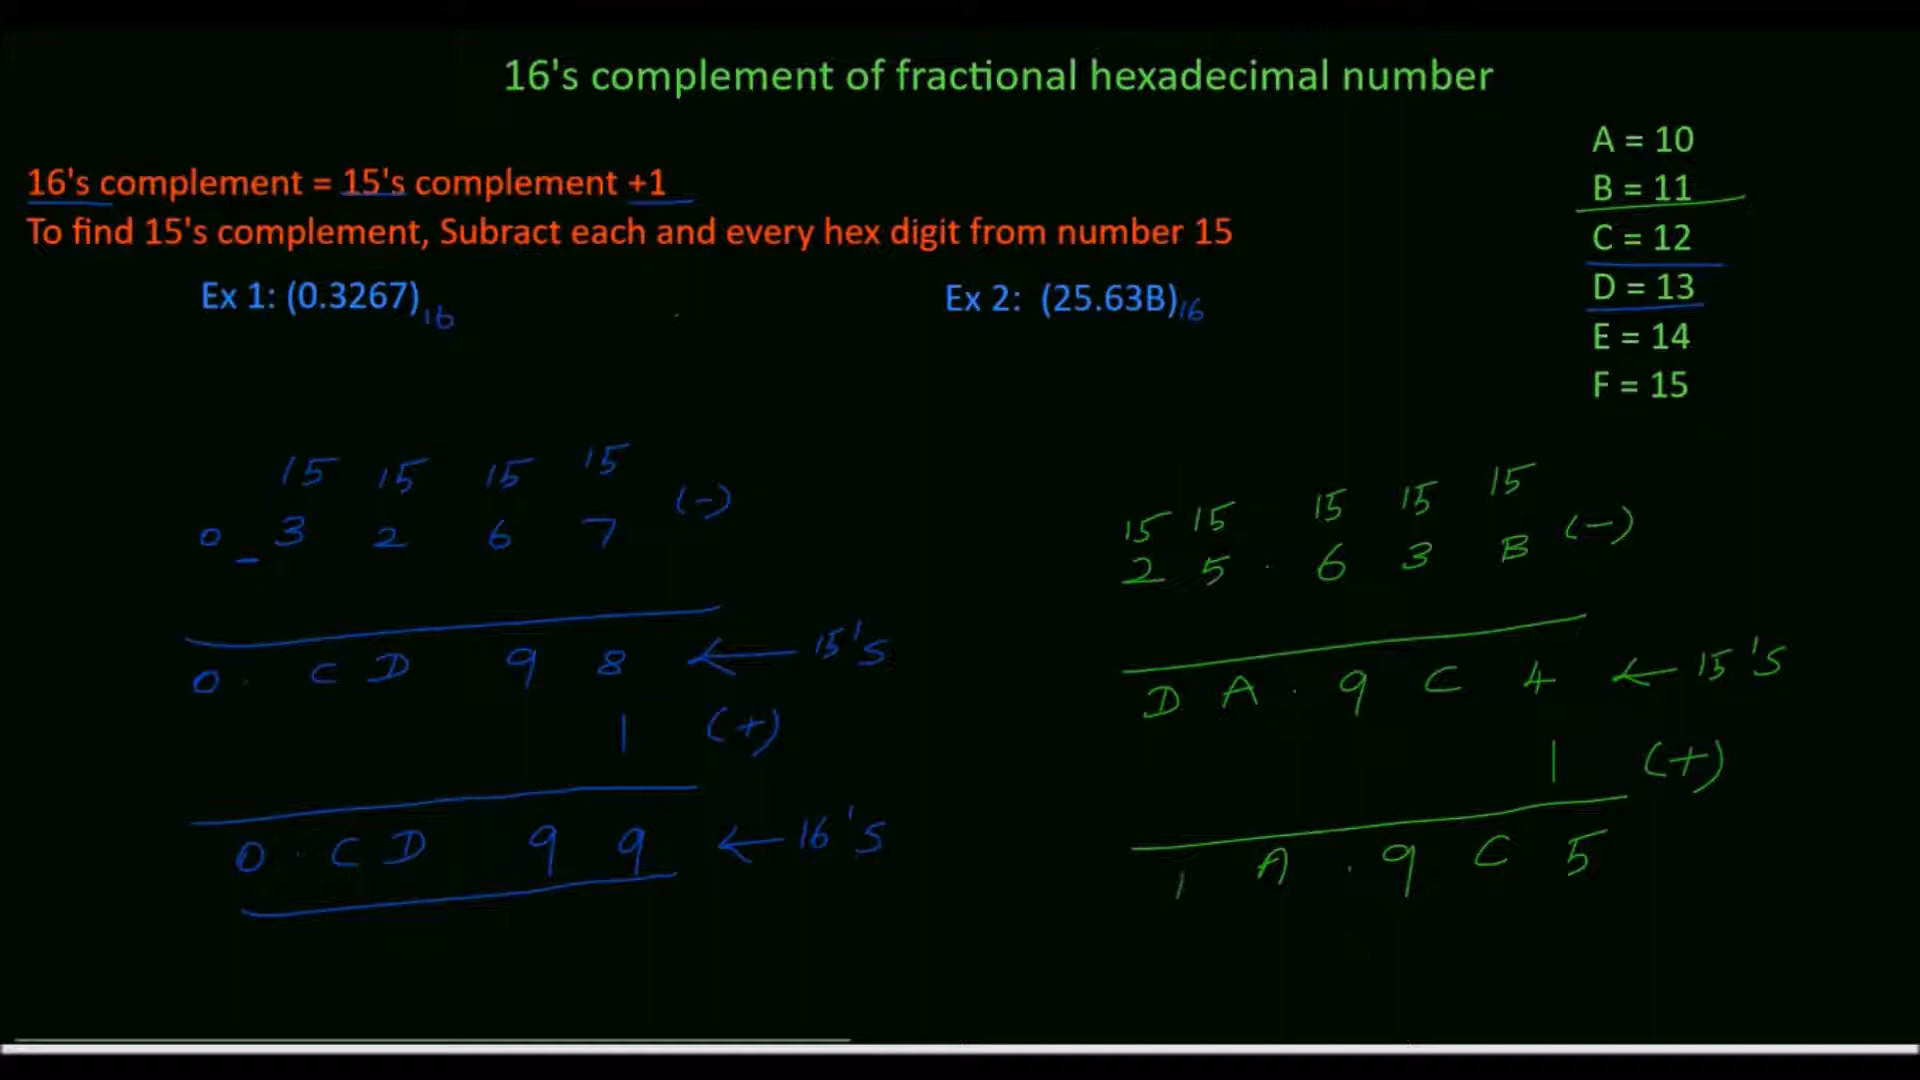 16's complement of fractional hexadecimal number
A = 10
B = 11
C = 12
D = 13
E = 14
F = 15
16's complement = 15's complement +1
To find 15's complement, Subract each and every hex digit from number 15
Ex 1: (0.3267)16
15 15 15 15
0 . 3 2 6 7 (-)
0 . C D 9 8 ← 15's
1 (+)
0 . C D 9 9 ← 16's
Ex 2: (25.63B)16
15 15 15 15 15
2 5 . 6 3 B (-)
D A . 9 C 4 ← 15's
1 (+)
A . 9 C 5